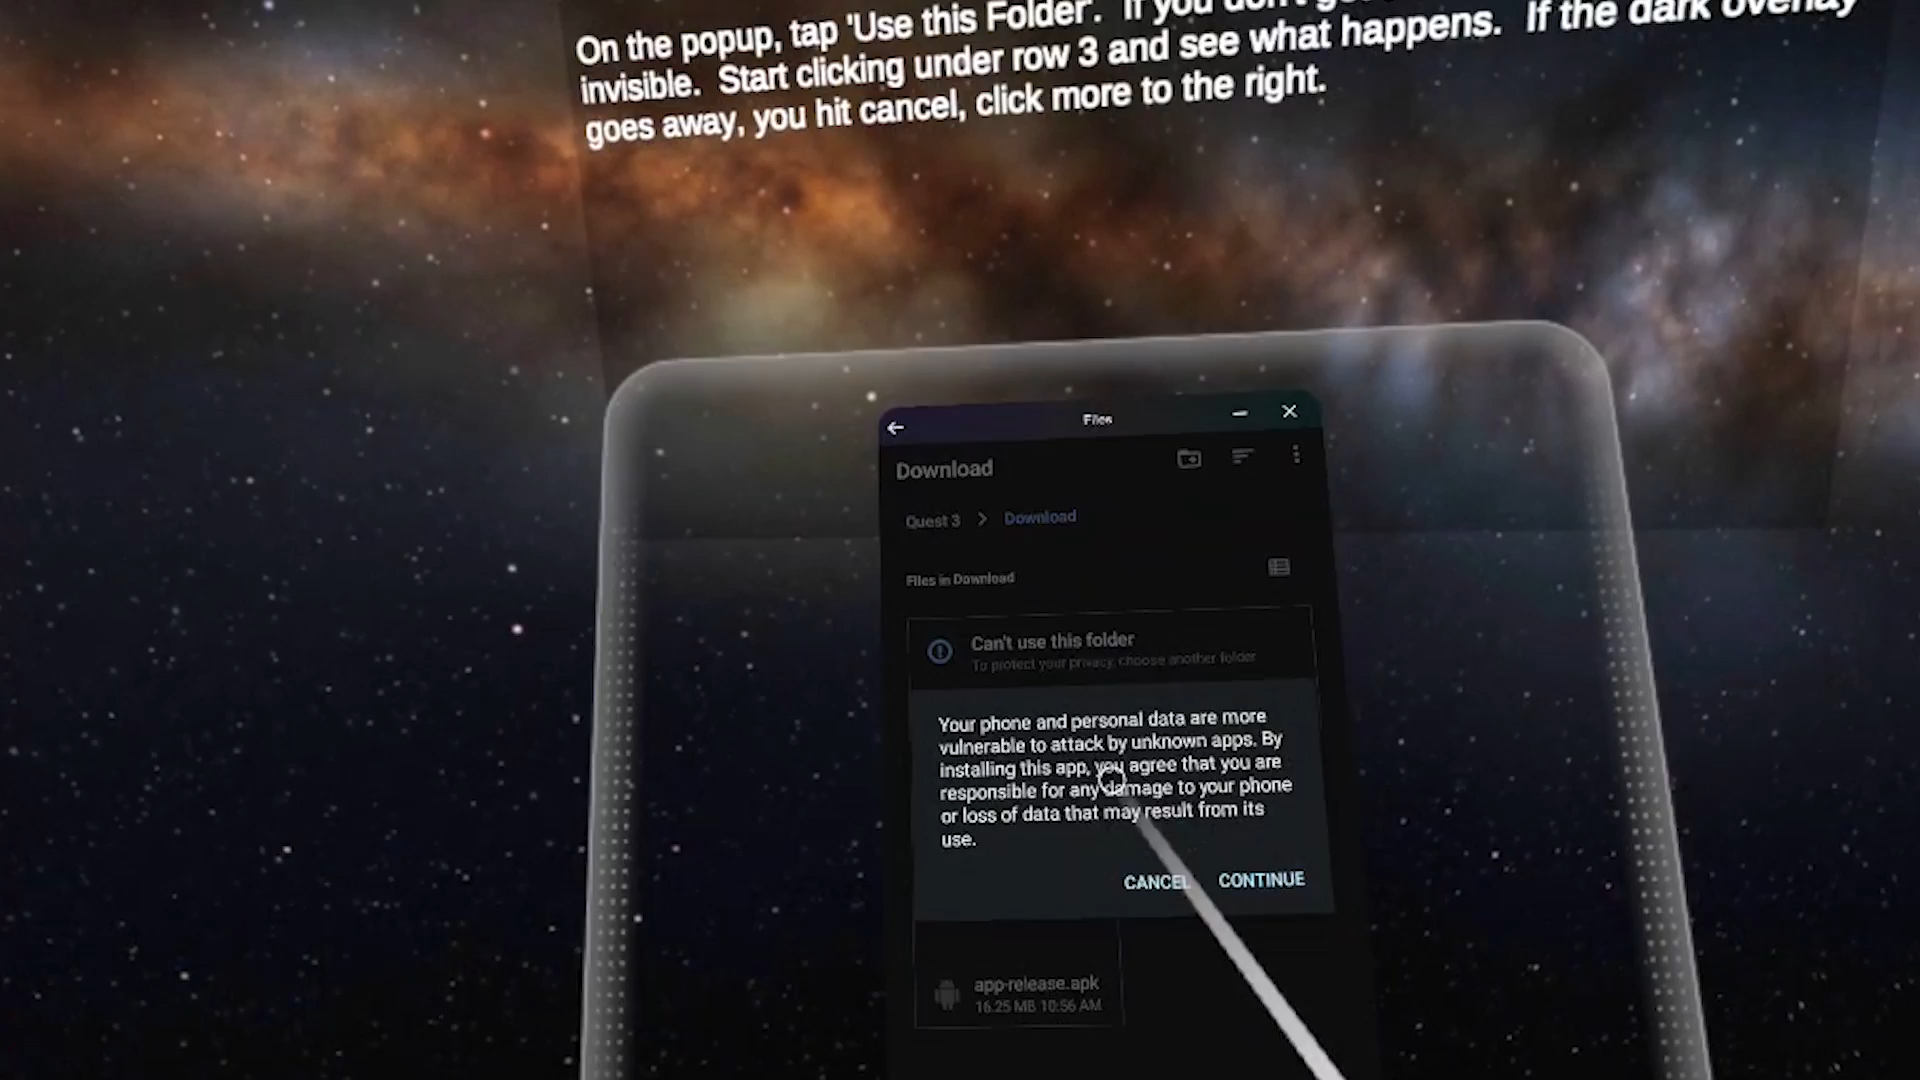 On the popup, tap 'Use this Folder'. If you don't
invisible. Start clicking under row 3 and see what happens. If the dark overlay
goes away, you hit cancel, click more to the right.
Files
Download
Quest 3 > Download
Files in Download
Can't use this folder
To protect your privacy, choose another folder
Your phone and personal data are more
vulnerable to attack by unknown apps. By
installing this app, you agree that you are
responsible for any damage to your phone
or loss of data that may result from its
use.
CANCEL CONTINUE
app-release.apk
16.25 MB 10:56 AM